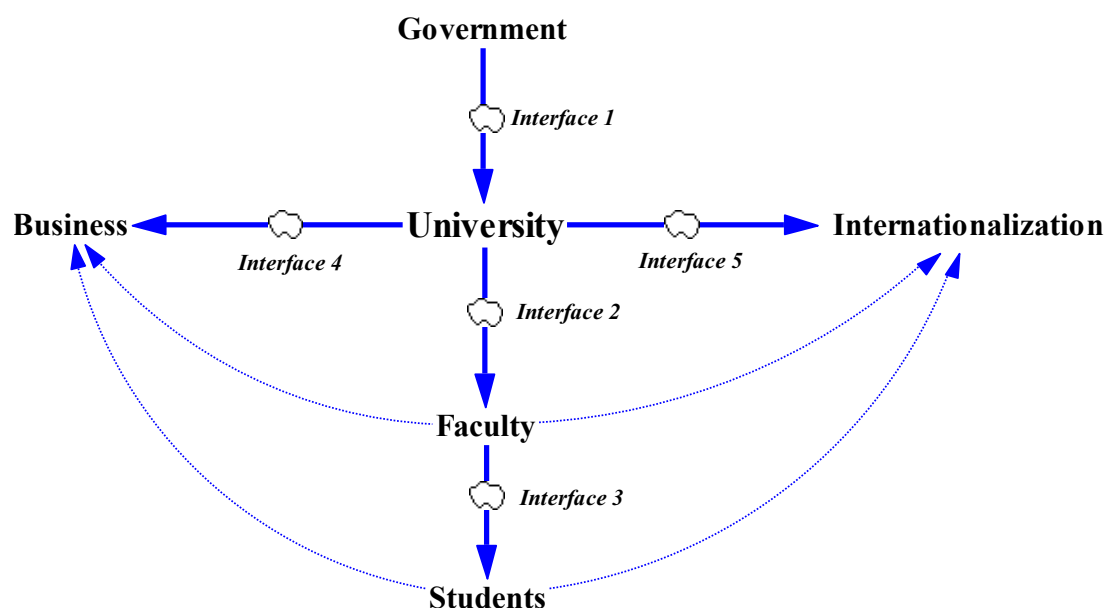 Government
Interface 1
Business
University
Internationalization
Interface 4
Interface 5
Interface 2
Faculty
Interface 3
Students